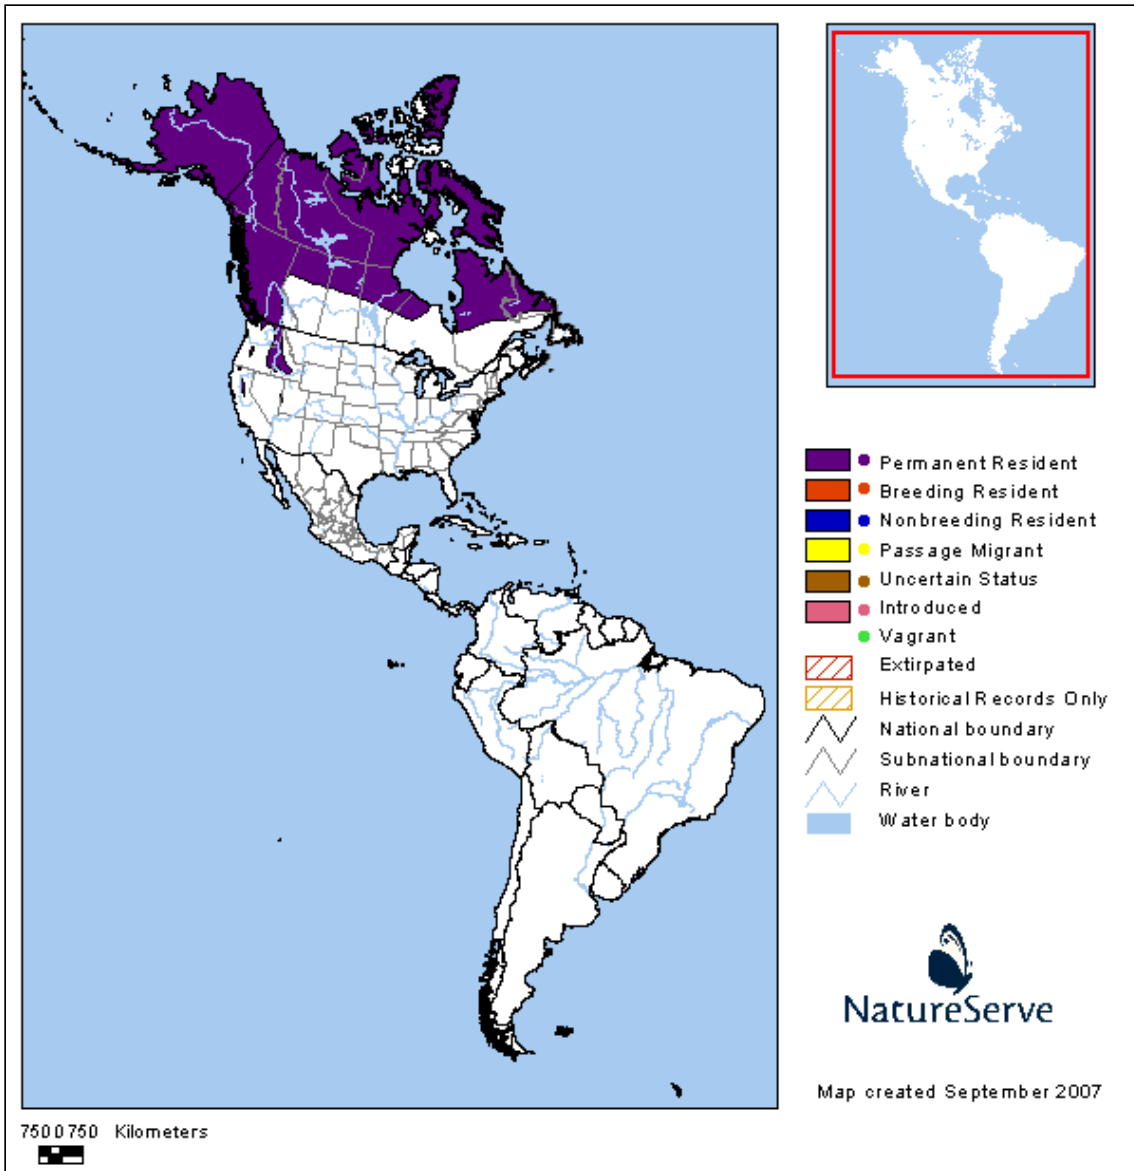 Permanent Resident
Breeding Resident
Nonbreeding Resident
Passage Migrant
Uncertain Status
Introduced
Vagrant
Extirpated
Historical Records Only
National boundary
Subnational boundary
River
Water body
NatureServe
Map created September 2007
750 0 750 Kilometers